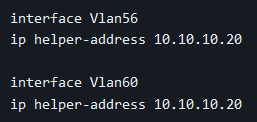 interface Vlan56
ip helper-address 10.10.10.20
interface Vlan60
ip helper-address 10.10.10.20